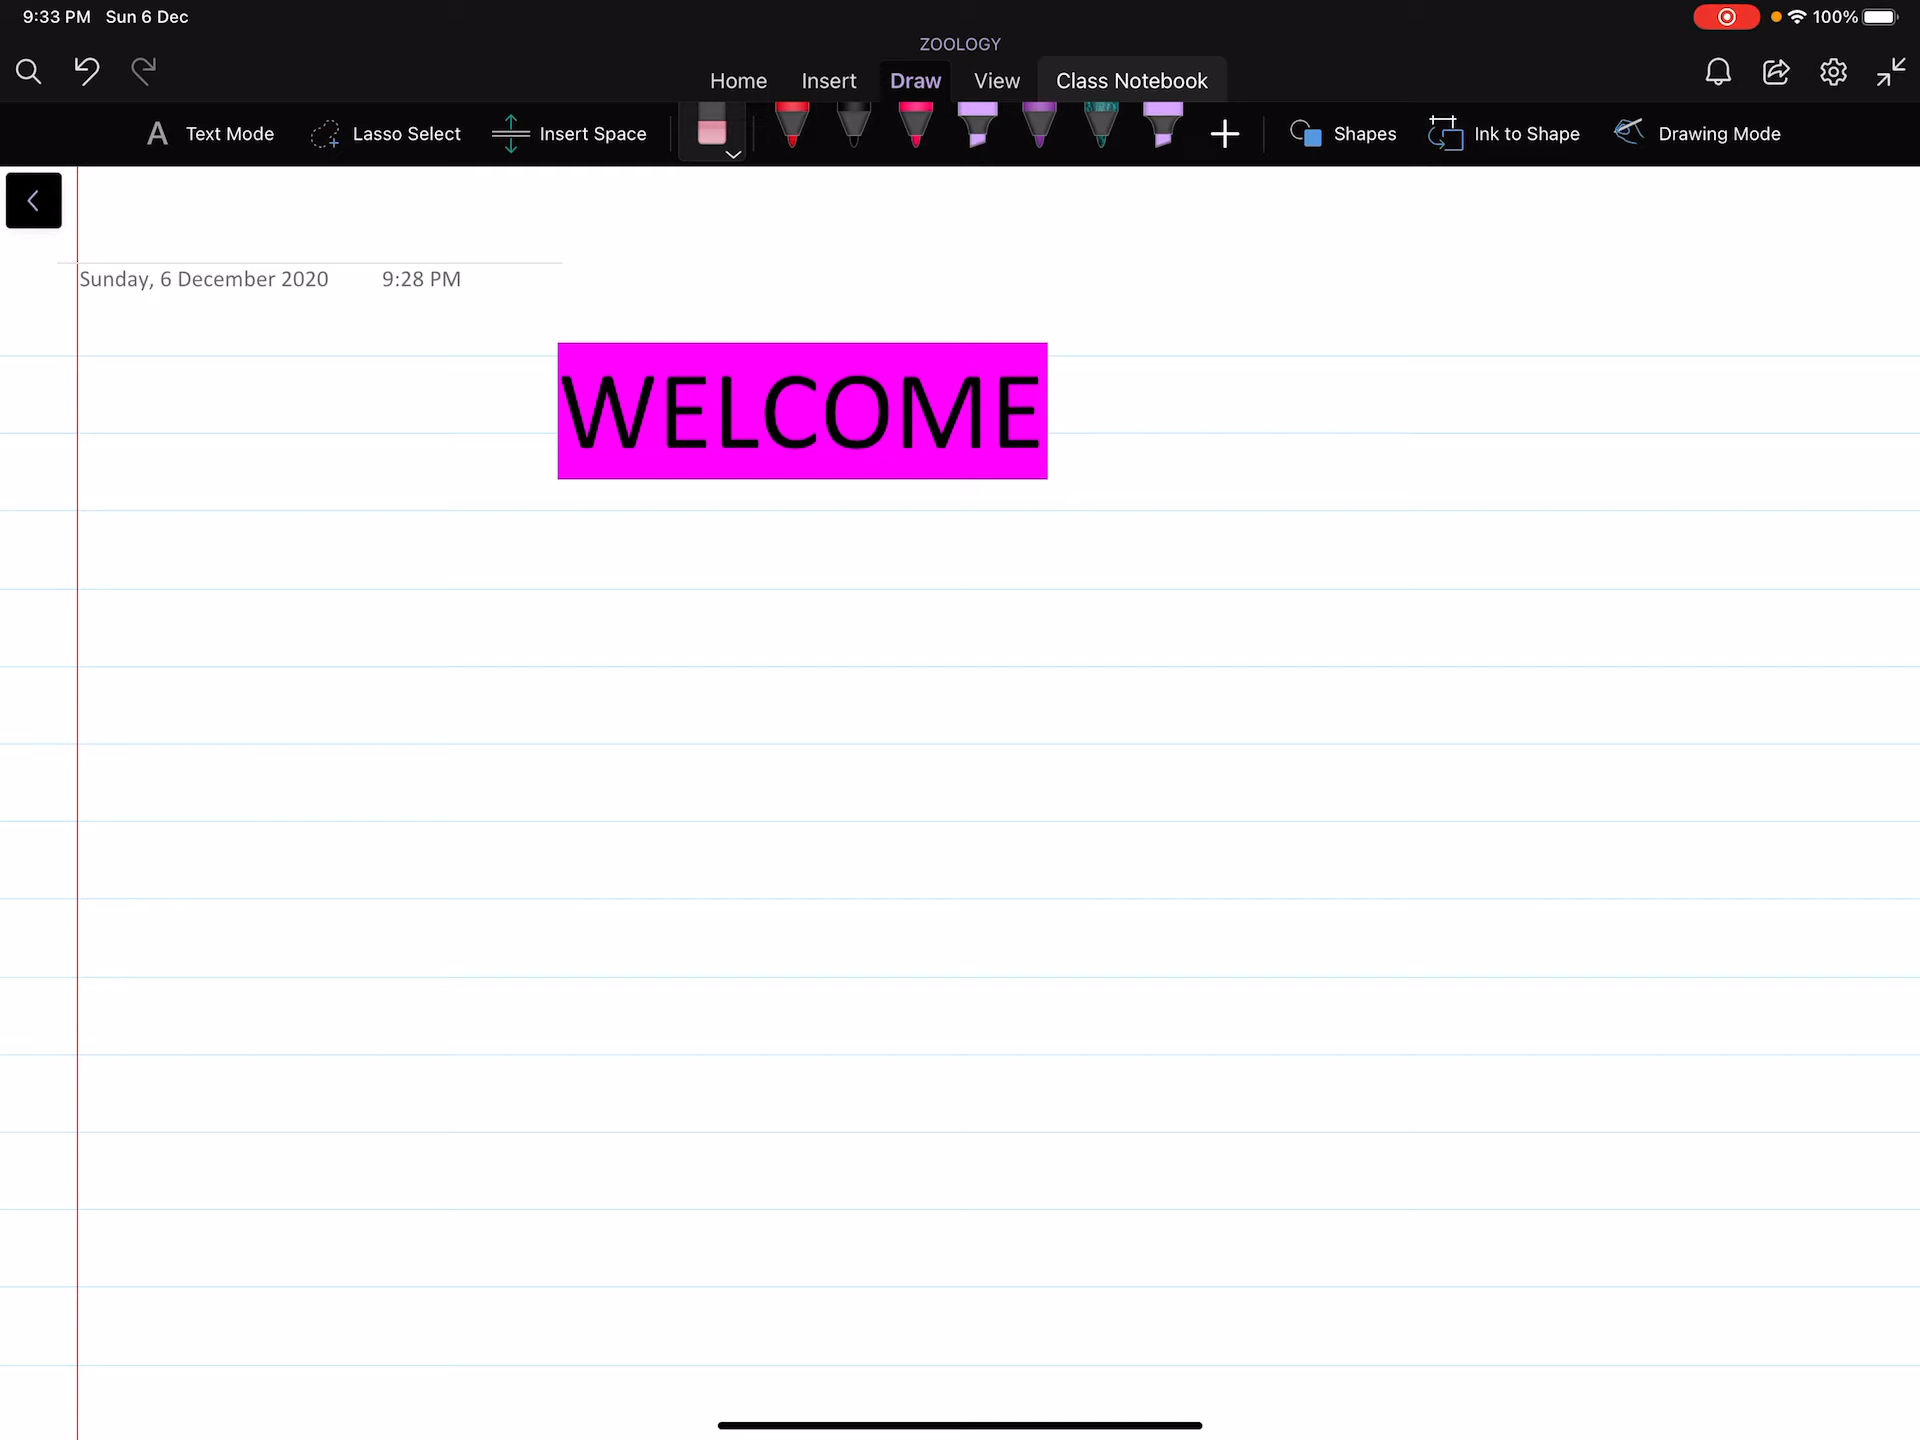 9:33 PM Sun 6 Dec 100%
ZOOLOGY
Home Insert Draw View Class Notebook
A Text Mode Lasso Select Insert Space Shapes Ink to Shape Drawing Mode
Sunday, 6 December 2020 9:28 PM
WELCOME